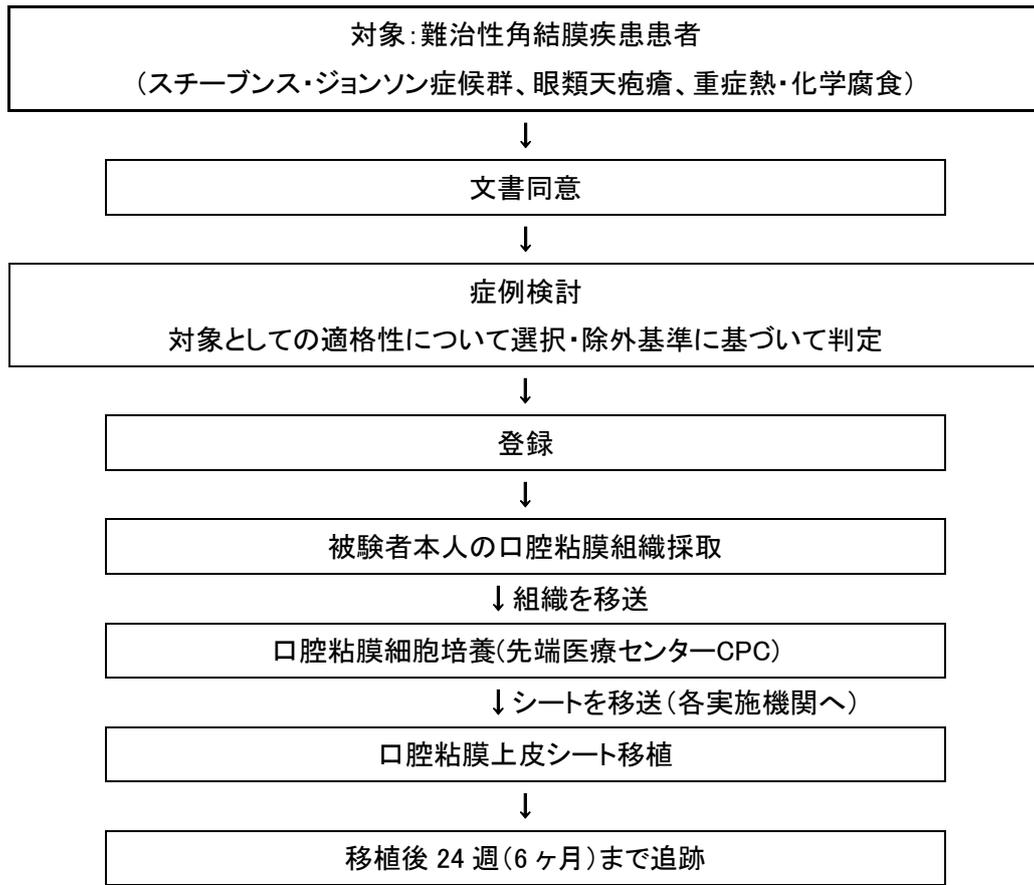 対象：難治性角結膜疾患患者
（スチーブンス・ジョンソン症候群、眼類天疱瘡、重症熱・化学腐食）
↓
文書同意
↓
症例検討
対象としての適格性について選択・除外基準に基づいて判定
↓
登録
↓
被験者本人の口腔粘膜組織採取
↓組織を移送
口腔粘膜細胞培養(先端医療センターCPC)
↓シートを移送（各実施機関へ）
口腔粘膜上皮シート移植
↓
移植後 24 週（6 ヶ月）まで追跡